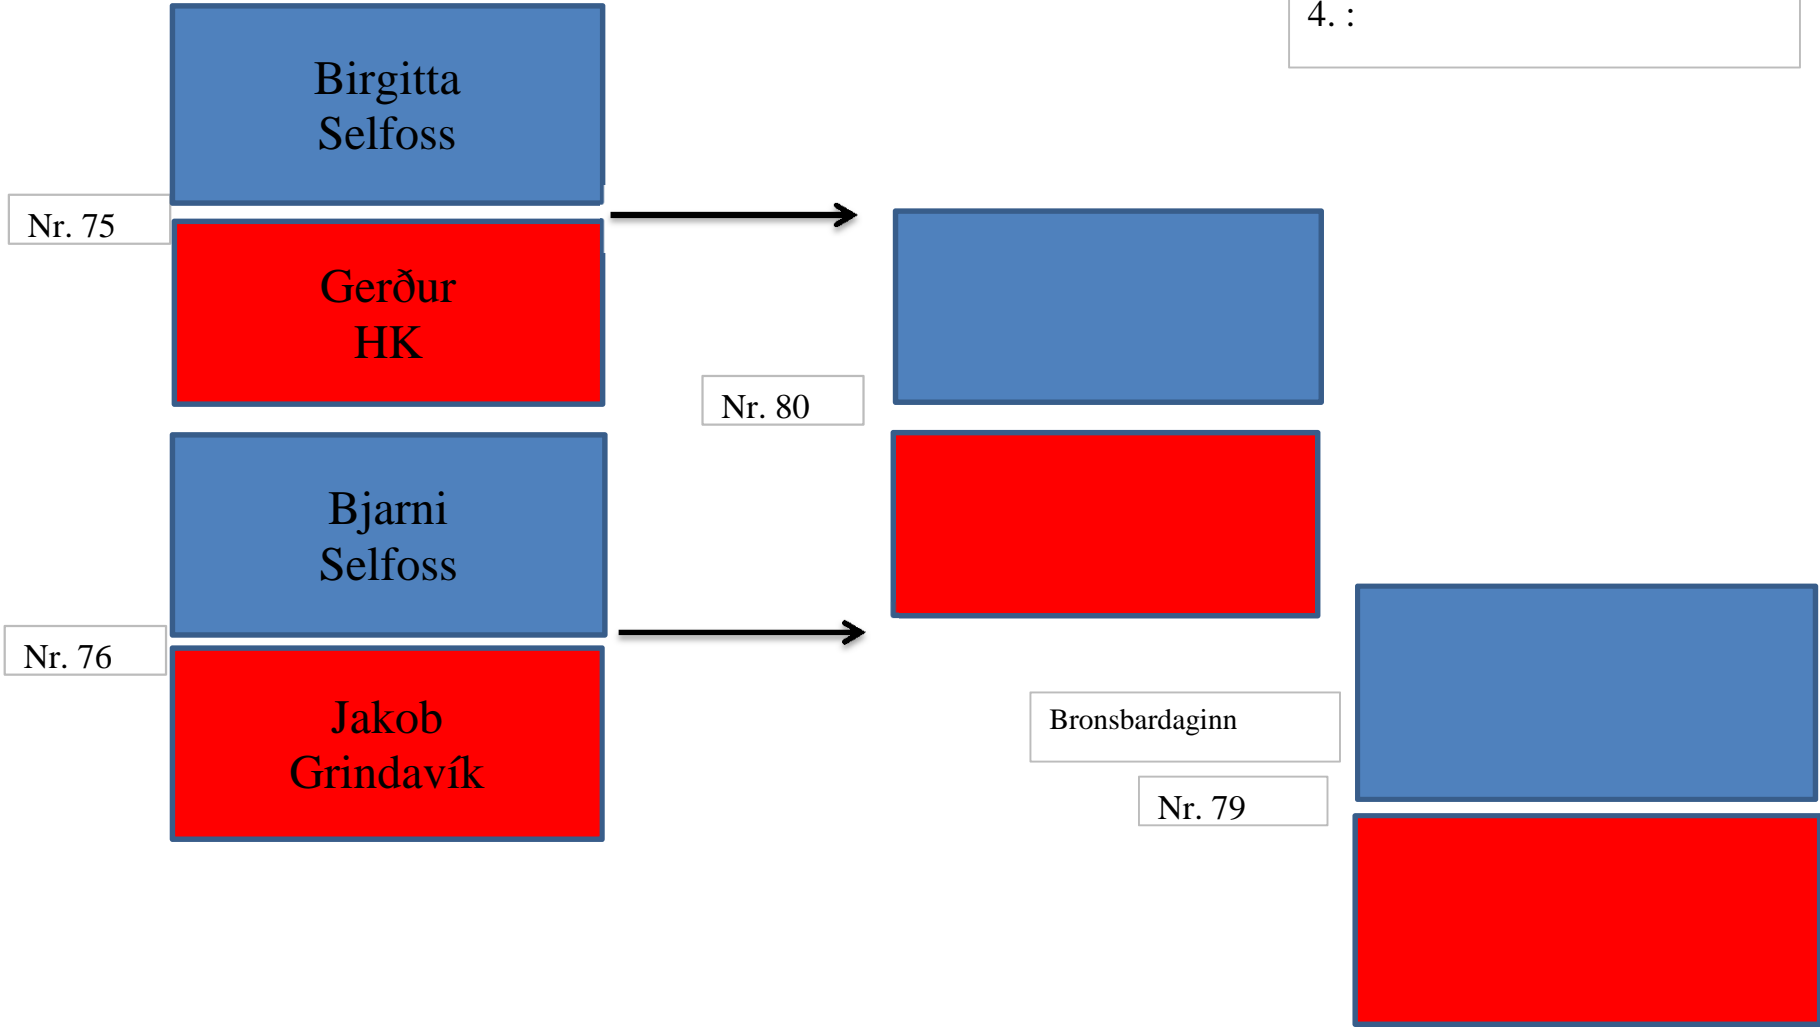 4. :
Birgitta
Selfoss
Nr. 75
Gerður
HK
Nr. 80
Bjarni
Selfoss
Nr. 76
Jakob
Grindavík
Bronsbardaginn
Nr. 79